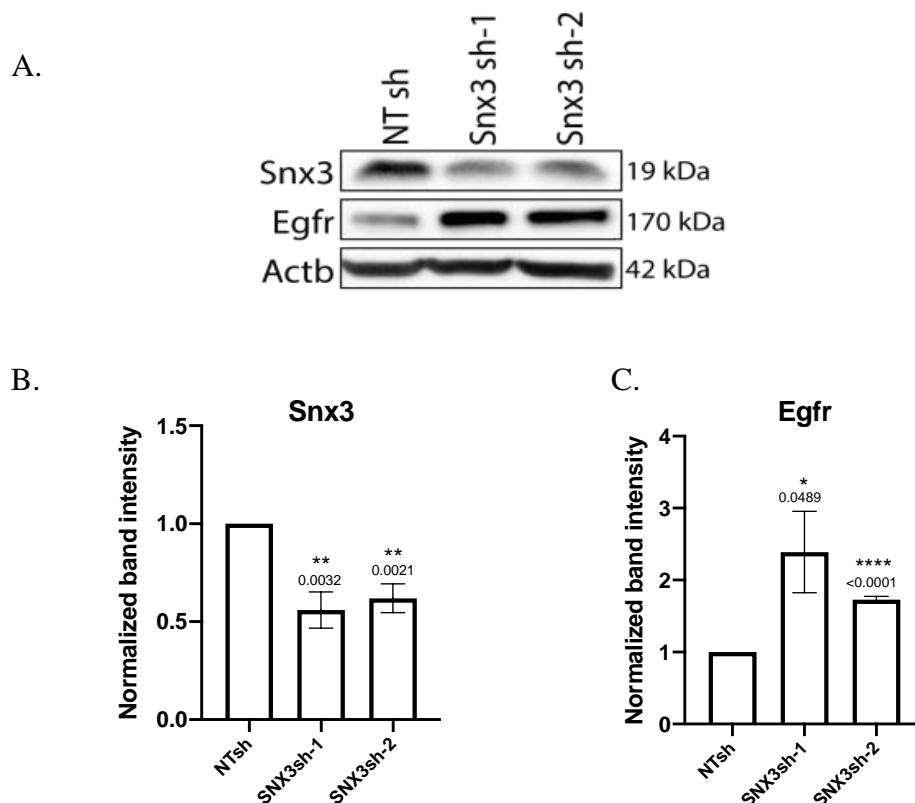 A.
NT sh
Snx3 sh-1
Snx3 sh-2
Snx3
19 kDa
Egfr
170 kDa
Actb
42 kDa
B.
Snx3
Normalized band intensity
1.5
1.0
0.5
0.0
**
0.0032
**
0.0021
NTsh
SNX3sh-1
SNX3sh-2
C.
Egfr
Normalized band intensity
4
3
2
1
0
*
0.0489
****
<0.0001
NTsh
SNX3sh-1
SNX3sh-2